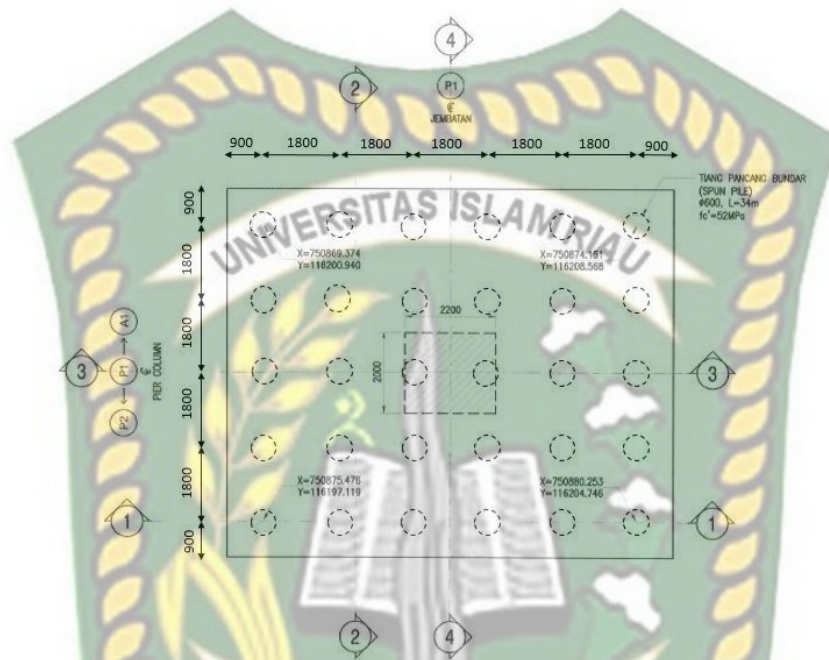 4
2
P1
℄
JEMBATAN
900 1800 1800 1800 1800 1800 900
TIANG PANCANG BUNDAR
(SPUN PILE)
Ø600, L=34m
fc'=52MPa
900
UNIVERSITAS ISLAM RIAU
X=750869.374
Y=116200.940
X=750874.151
Y=116208.568
1800
2200
A1
1800
3
P1
℄
PIER COLUMN
2000
3
P2
1800
X=750875.476
Y=116197.119
X=750880.253
Y=116204.746
1800
1
1
900
2
4